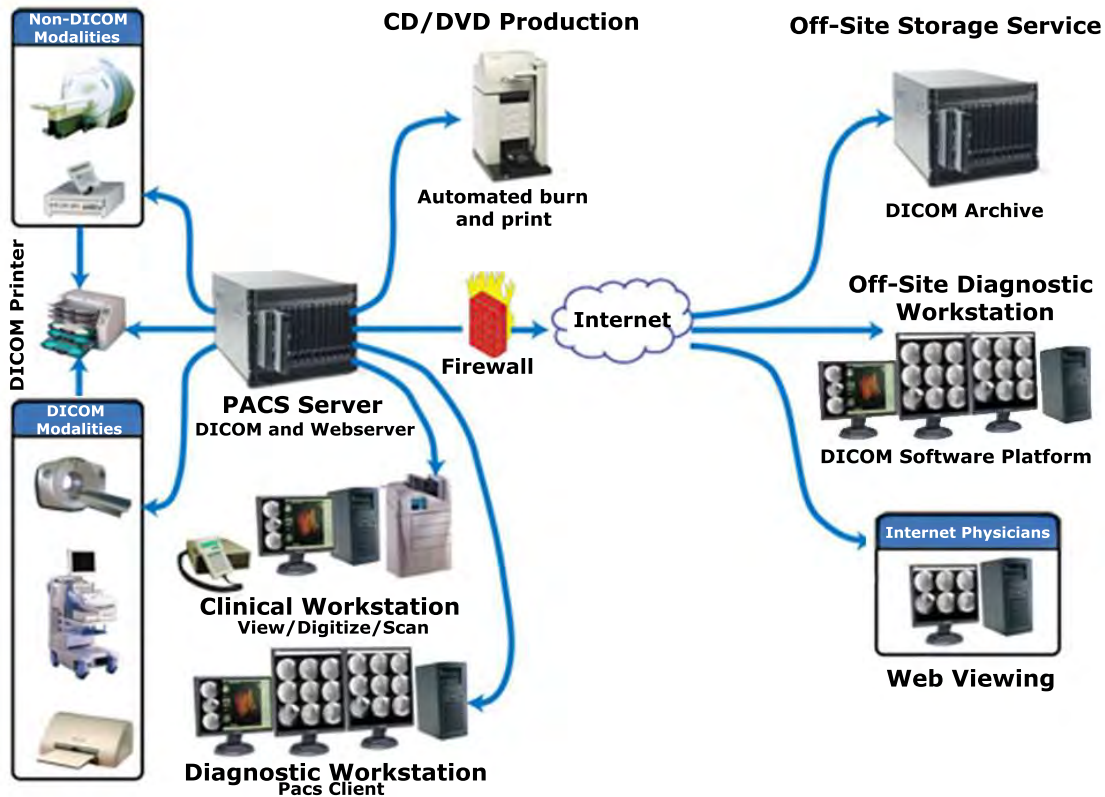 Non-DICOM
Modalities
CD/DVD Production
Off-Site Storage Service
Automated burn
and print
DICOM Archive
DICOM Printer
Off-Site Diagnostic
Workstation
Internet
Firewall
PACS Server
DICOM and Webserver
DICOM
Modalities
DICOM Software Platform
Internet Physicians
Clinical Workstation
View/Digitize/Scan
Web Viewing
Diagnostic Workstation
Pacs Client